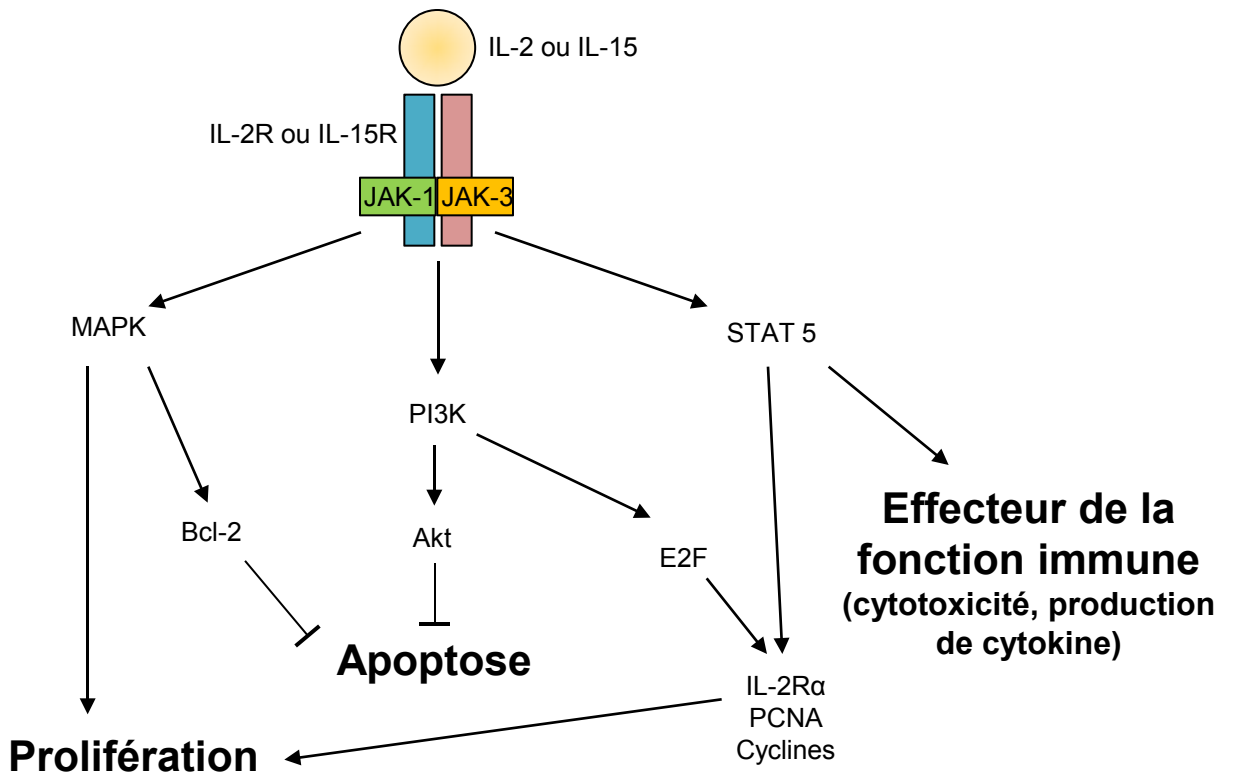 IL-2 ou IL-15
IL-2R ou IL-15R
JAK-1
JAK-3
MAPK
STAT 5
PI3K
Bcl-2
Akt
E2F
Effecteur de la
fonction immune
(cytotoxicité, production
de cytokine)
Apoptose
IL-2Rα
PCNA
Cyclines
Prolifération